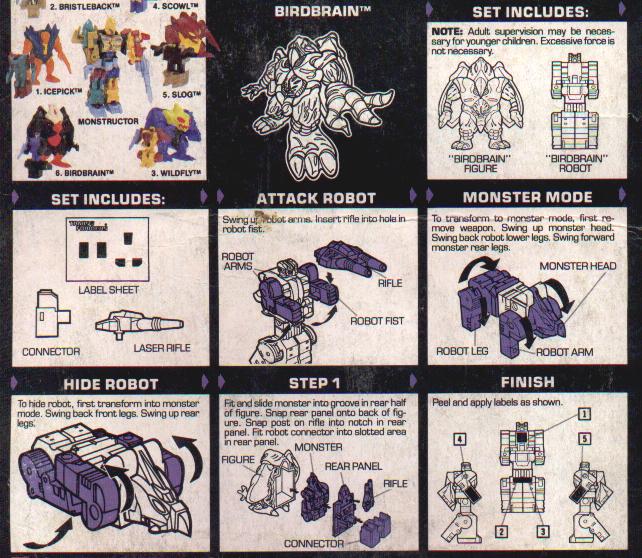 2. BRISTLEBACK™
4. SCOWL™
1. ICEPICK™
5. SLOG™
MONSTRUCTOR
6. BIRDBRAIN™
3. WILDFLY™
BIRDBRAIN™
SET INCLUDES:
NOTE: Adult supervision may be neces-
sary for younger children. Excessive force is
not necessary.
"BIRDBRAIN"
FIGURE
"BIRDBRAIN"
ROBOT
SET INCLUDES:
LABEL SHEET
CONNECTOR
LASER RIFLE
ATTACK ROBOT
Swing up robot arms. Insert rifle into hole in
robot fist.
ROBOT
ARMS
RIFLE
ROBOT FIST
MONSTER MODE
To transform to monster mode, first re-
move weapon. Swing up monster head.
Swing back robot lower legs. Swing forward
monster rear legs.
MONSTER HEAD
ROBOT LEG
ROBOT ARM
HIDE ROBOT
To hide robot, first transform into monster
mode. Swing back front legs. Swing up rear
legs.
STEP 1
Fit and slide monster into groove in rear half
of figure. Snap rear panel onto back of fig-
ure. Snap post on rifle into notch in rear
panel. Fit robot connector into slotted area
in rear panel.
MONSTER
FIGURE
REAR PANEL
RIFLE
CONNECTOR
FINISH
Peel and apply labels as shown.
1
4
5
2
3